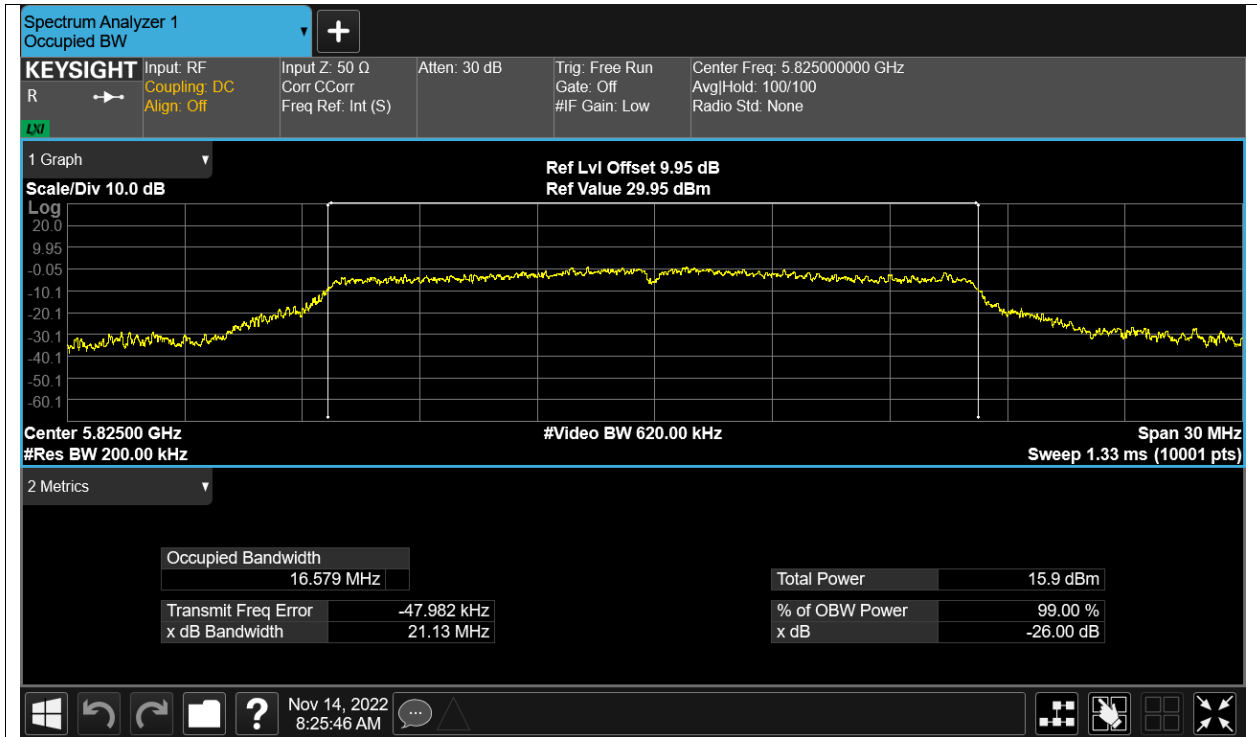 Spectrum Analyzer 1
Occupied BW
+
KEYSIGHT
R
LXI
Input: RF
Coupling: DC
Align: Off
Input Z: 50 Ω
Corr CCorr
Freq Ref: Int (S)
Atten: 30 dB
Trig: Free Run
Gate: Off
#IF Gain: Low
Center Freq: 5.825000000 GHz
Avg|Hold: 100/100
Radio Std: None
1 Graph
Scale/Div 10.0 dB
Ref Lvl Offset 9.95 dB
Ref Value 29.95 dBm
Log
20.0
9.95
-0.05
-10.1
-20.1
-30.1
-40.1
-50.1
-60.1
Center 5.82500 GHz
#Video BW 620.00 kHz
Span 30 MHz
#Res BW 200.00 kHz
Sweep 1.33 ms (10001 pts)
2 Metrics
Occupied Bandwidth
16.579 MHz
Total Power 15.9 dBm
Transmit Freq Error -47.982 kHz
% of OBW Power 99.00 %
x dB Bandwidth 21.13 MHz
x dB -26.00 dB
?
Nov 14, 2022
8:25:46 AM